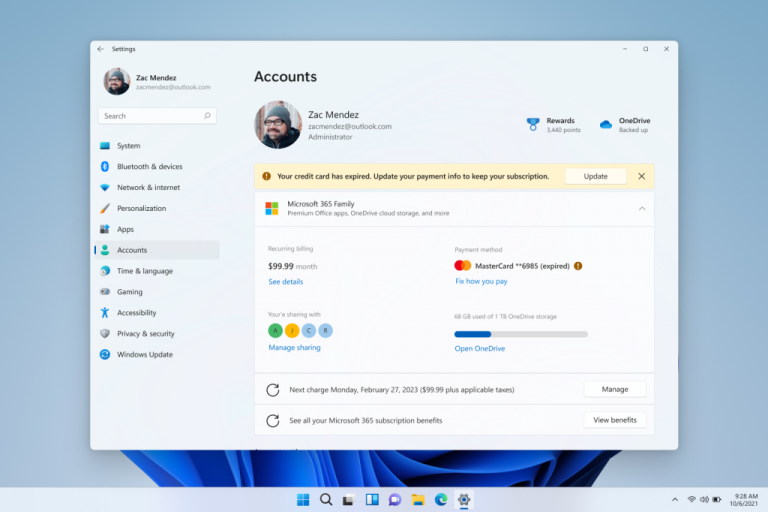 Settings
Zac Mendez
zacmendez@outlook.com
Search
System
Bluetooth & devices
Network & internet
Personalization
Apps
Accounts
Time & language
Gaming
Accessibility
Privacy & security
Windows Update
Accounts
Zac Mendez
zacmendez@outlook.com
Administrator
Rewards
3,440 points
OneDrive
Backed up
Your credit card has expired. Update your payment info to keep your subscription.
Update
Microsoft 365 Family
Premium Office apps, OneDrive cloud storage, and more
Recurring billing
$99.99 month
See details
Payment method
MasterCard **6985 (expired)
Fix how you pay
You're sharing with
A J C R
Manage sharing
68 GB used of 1 TB OneDrive storage
Open OneDrive
Next charge Monday, February 27, 2023 ($99.99 plus applicable taxes)
Manage
See all your Microsoft 365 subscription benefits
View benefits
9:28 AM
10/6/2021